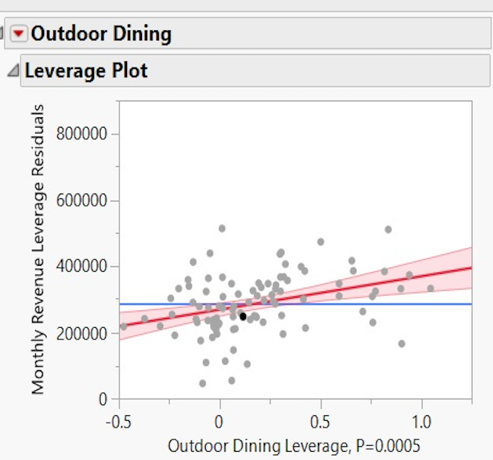 Outdoor Dining
Leverage Plot
Monthly Revenue Leverage Residuals
800000
600000
400000
200000
0
-0.5
0
0.5
1.0
Outdoor Dining Leverage, P=0.0005